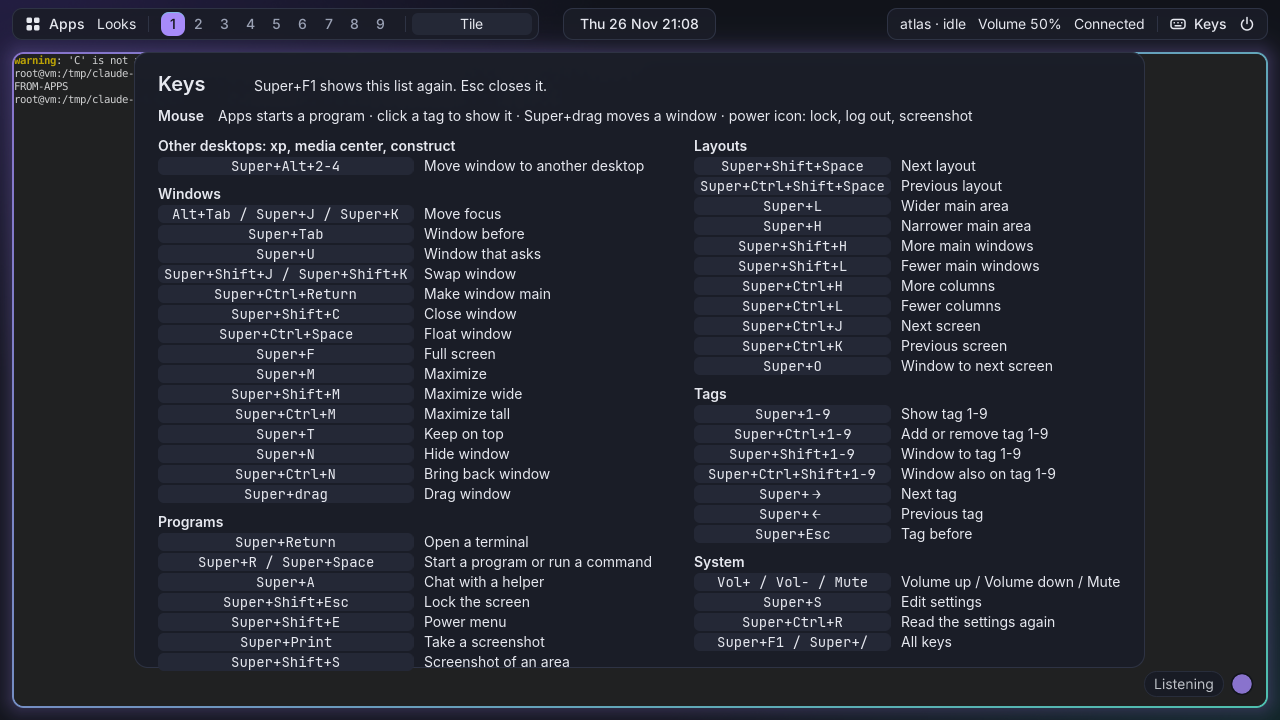 Apps Looks 1 2 3 4 5 6 7 8 9 Tile Thu 26 Nov 21:08 atlas · idle Volume 50% Connected Keys
warning: 'C' is not
root@vm:/tmp/claude-
FROM-APPS
root@vm:/tmp/claude-
Keys Super+F1 shows this list again. Esc closes it.
Mouse Apps starts a program · click a tag to show it · Super+drag moves a window · power icon: lock, log out, screenshot
Other desktops: xp, media center, construct
Super+Alt+2-4 Move window to another desktop
Windows
Alt+Tab / Super+J / Super+K Move focus
Super+Tab Window before
Super+U Window that asks
Super+Shift+J / Super+Shift+K Swap window
Super+Ctrl+Return Make window main
Super+Shift+C Close window
Super+Ctrl+Space Float window
Super+F Full screen
Super+M Maximize
Super+Shift+M Maximize wide
Super+Ctrl+M Maximize tall
Super+T Keep on top
Super+N Hide window
Super+Ctrl+N Bring back window
Super+drag Drag window
Programs
Super+Return Open a terminal
Super+R / Super+Space Start a program or run a command
Super+A Chat with a helper
Super+Shift+Esc Lock the screen
Super+Shift+E Power menu
Super+Print Take a screenshot
Super+Shift+S Screenshot of an area
Layouts
Super+Shift+Space Next layout
Super+Ctrl+Shift+Space Previous layout
Super+L Wider main area
Super+H Narrower main area
Super+Shift+H More main windows
Super+Shift+L Fewer main windows
Super+Ctrl+H More columns
Super+Ctrl+L Fewer columns
Super+Ctrl+J Next screen
Super+Ctrl+K Previous screen
Super+O Window to next screen
Tags
Super+1-9 Show tag 1-9
Super+Ctrl+1-9 Add or remove tag 1-9
Super+Shift+1-9 Window to tag 1-9
Super+Ctrl+Shift+1-9 Window also on tag 1-9
Super+→ Next tag
Super+← Previous tag
Super+Esc Tag before
System
Vol+ / Vol- / Mute Volume up / Volume down / Mute
Super+S Edit settings
Super+Ctrl+R Read the settings again
Super+F1 / Super+/ All keys
Listening